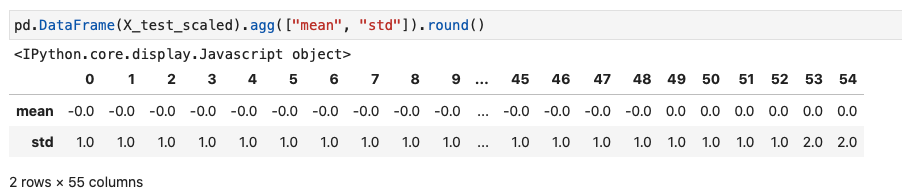 pd.DataFrame(X_test_scaled).agg(["mean", "std"]).round()
<IPython.core.display.Javascript object>
0 1 2 3 4 5 6 7 8 9 ... 45 46 47 48 49 50 51 52 53 54
mean -0.0 -0.0 -0.0 -0.0 -0.0 -0.0 -0.0 -0.0 -0.0 -0.0 ... -0.0 -0.0 -0.0 -0.0 0.0 0.0 0.0 0.0 0.0 0.0
std 1.0 1.0 1.0 1.0 1.0 1.0 1.0 1.0 1.0 1.0 ... 1.0 1.0 1.0 1.0 1.0 1.0 1.0 1.0 2.0 2.0
2 rows × 55 columns